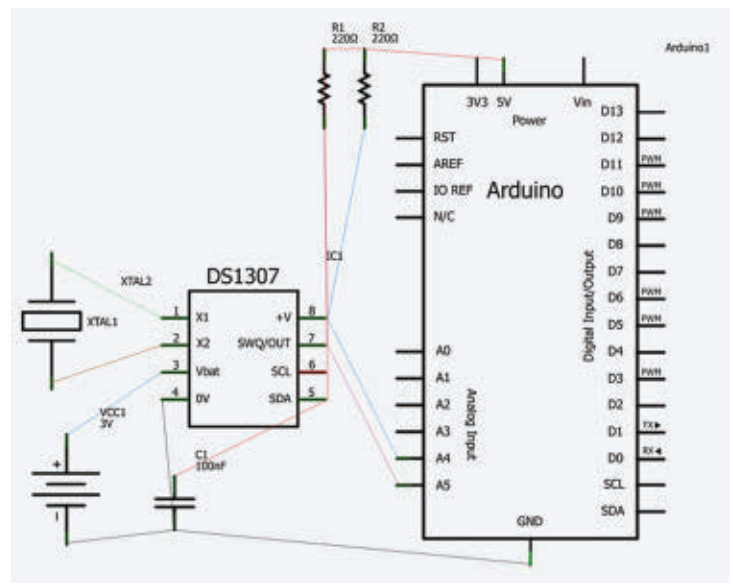 R1
220Ω
R2
220Ω
Arduino1
3V3
5V
Vin
Power
RST
AREF
IO REF
N/C
Arduino
D13
D12
D11
PWM
D10
PWM
D9
PWM
D8
D7
D6
PWM
D5
PWM
D4
D3
PWM
D2
D1
TX
D0
RX
SCL
SDA
Digital Input/Output
A0
A1
A2
A3
A4
A5
Analog Input
GND
IC1
DS1307
1
X1
2
X2
3
Vbat
4
0V
+V
8
SWQ/OUT
7
SCL
6
SDA
5
XTAL2
XTAL1
VCC1
3V
+
-
C1
100nF